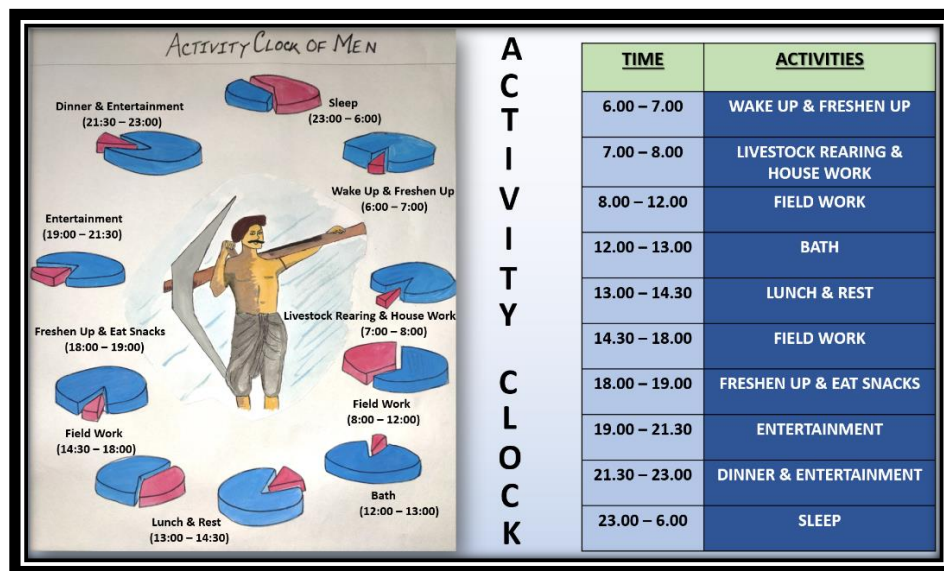 ACTIVITY CLOCK OF MEN
Sleep
(23:00 – 6:00)
Wake Up & Freshen Up
(6:00 – 7:00)
Livestock Rearing & House Work
(7:00 – 8:00)
Field Work
(8:00 – 12:00)
Bath
(12:00 – 13:00)
Lunch & Rest
(13:00 – 14:30)
Field Work
(14:30 – 18:00)
Freshen Up & Eat Snacks
(18:00 – 19:00)
Entertainment
(19:00 – 21:30)
Dinner & Entertainment
(21:30 – 23:00)
ACTIVITY CLOCK
TIME ACTIVITIES
6.00 – 7.00 WAKE UP & FRESHEN UP
7.00 – 8.00 LIVESTOCK REARING &
HOUSE WORK
8.00 – 12.00 FIELD WORK
12.00 – 13.00 BATH
13.00 – 14.30 LUNCH & REST
14.30 – 18.00 FIELD WORK
18.00 – 19.00 FRESHEN UP & EAT SNACKS
19.00 – 21.30 ENTERTAINMENT
21.30 – 23.00 DINNER & ENTERTAINMENT
23.00 – 6.00 SLEEP